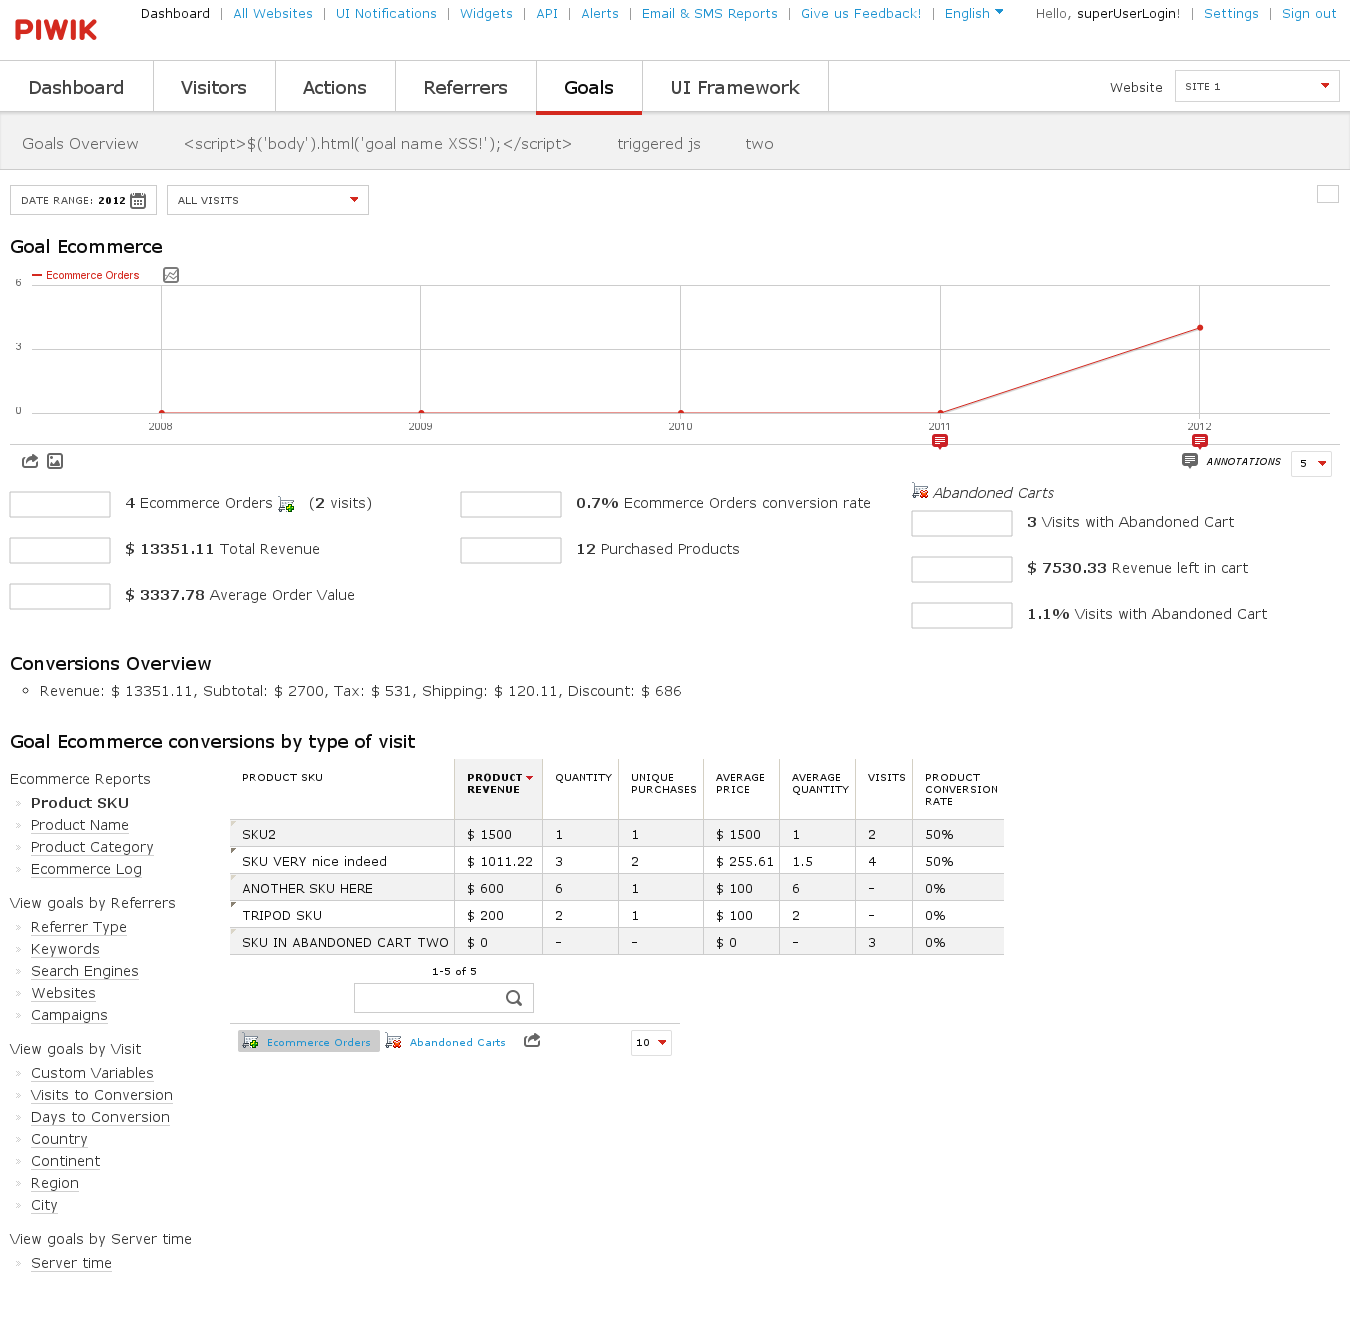 PIWIK
Dashboard | All Websites | UI Notifications | Widgets | API | Alerts | Email & SMS Reports | Give us Feedback! | English
Hello, superUserLogin! | Settings | Sign out
Dashboard Visitors Actions Referrers Goals UI Framework
Website SITE 1
Goals Overview <script>$('body').html('goal name XSS!');</script> triggered js two
DATE RANGE: 2012 ALL VISITS
Goal Ecommerce
Ecommerce Orders
6
3
0
2008 2009 2010 2011 2012
ANNOTATIONS 5
4 Ecommerce Orders (2 visits)
$ 13351.11 Total Revenue
$ 3337.78 Average Order Value
0.7% Ecommerce Orders conversion rate
12 Purchased Products
Abandoned Carts
3 Visits with Abandoned Cart
$ 7530.33 Revenue left in cart
1.1% Visits with Abandoned Cart
Conversions Overview
Revenue: $ 13351.11, Subtotal: $ 2700, Tax: $ 531, Shipping: $ 120.11, Discount: $ 686
Goal Ecommerce conversions by type of visit
Ecommerce Reports
» Product SKU
» Product Name
» Product Category
» Ecommerce Log
View goals by Referrers
» Referrer Type
» Keywords
» Search Engines
» Websites
» Campaigns
View goals by Visit
» Custom Variables
» Visits to Conversion
» Days to Conversion
» Country
» Continent
» Region
» City
View goals by Server time
» Server time
PRODUCT SKU PRODUCT REVENUE QUANTITY UNIQUE PURCHASES AVERAGE PRICE AVERAGE QUANTITY VISITS PRODUCT CONVERSION RATE
SKU2 $ 1500 1 1 $ 1500 1 2 50%
SKU VERY nice indeed $ 1011.22 3 2 $ 255.61 1.5 4 50%
ANOTHER SKU HERE $ 600 6 1 $ 100 6 - 0%
TRIPOD SKU $ 200 2 1 $ 100 2 - 0%
SKU IN ABANDONED CART TWO $ 0 - - $ 0 - 3 0%
1-5 of 5
Ecommerce Orders Abandoned Carts 10